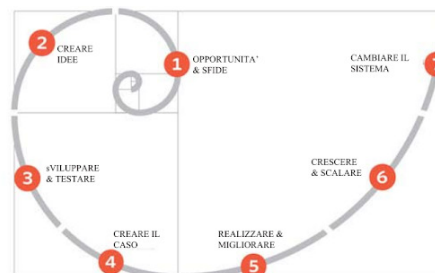 1
OPPORTUNITA'
& SFIDE
2
CREARE
IDEE
3
sVILUPPARE
& TESTARE
4
CREARE IL
CASO
5
REALIZZARE &
MIGLIORARE
6
CRESCERE
& SCALARE
CAMBIARE IL
SISTEMA